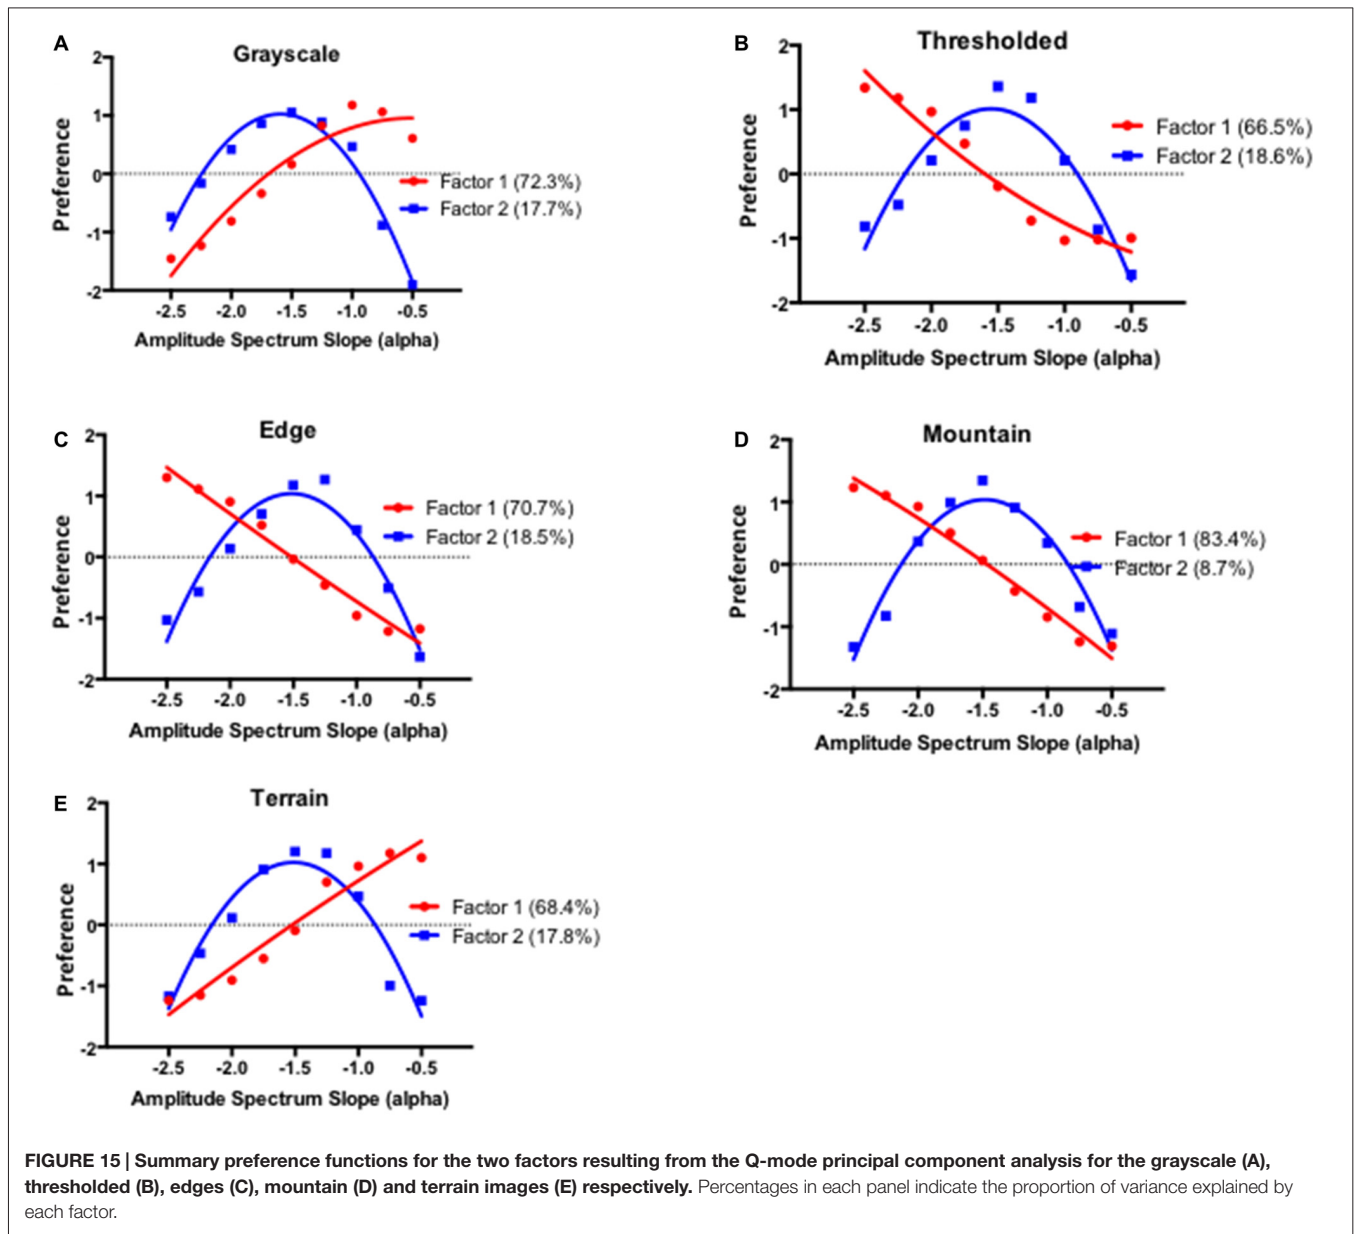 A
Grayscale
2
1
0
-1
-2
Preference
Factor 1 (72.3%)
Factor 2 (17.7%)
-2.5 -2.0 -1.5 -1.0 -0.5
Amplitude Spectrum Slope (alpha)
B
Thresholded
2
1
0
-1
-2
Preference
Factor 1 (66.5%)
Factor 2 (18.6%)
-2.5 -2.0 -1.5 -1.0 -0.5
Amplitude Spectrum Slope (alpha)
C
Edge
2
1
0
-1
-2
Preference
Factor 1 (70.7%)
Factor 2 (18.5%)
-2.5 -2.0 -1.5 -1.0 -0.5
Amplitude Spectrum Slope (alpha)
D
Mountain
2
1
0
-1
-2
Preference
Factor 1 (83.4%)
Factor 2 (8.7%)
-2.5 -2.0 -1.5 -1.0 -0.5
Amplitude Spectrum Slope (alpha)
E
Terrain
2
1
0
-1
-2
Preference
Factor 1 (68.4%)
Factor 2 (17.8%)
-2.5 -2.0 -1.5 -1.0 -0.5
Amplitude Spectrum Slope (alpha)
FIGURE 15 | Summary preference functions for the two factors resulting from the Q-mode principal component analysis for the grayscale (A),
thresholded (B), edges (C), mountain (D) and terrain images (E) respectively. Percentages in each panel indicate the proportion of variance explained by
each factor.